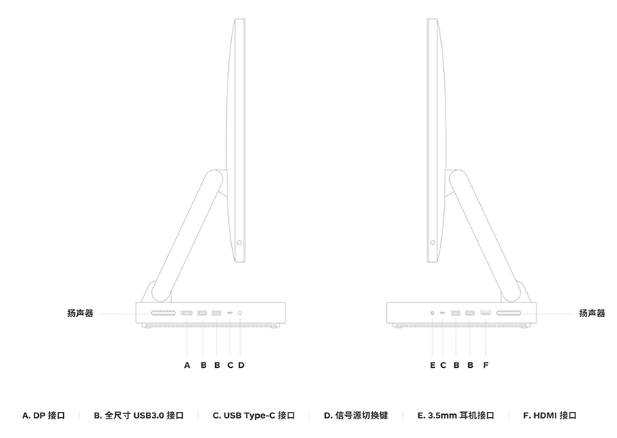 扬声器
扬声器
A B B C D
E C B B F
A. DP 接口 B. 全尺寸 USB3.0 接口 C. USB Type-C 接口 D. 信号源切换键 E. 3.5mm 耳机接口 F. HDMI 接口